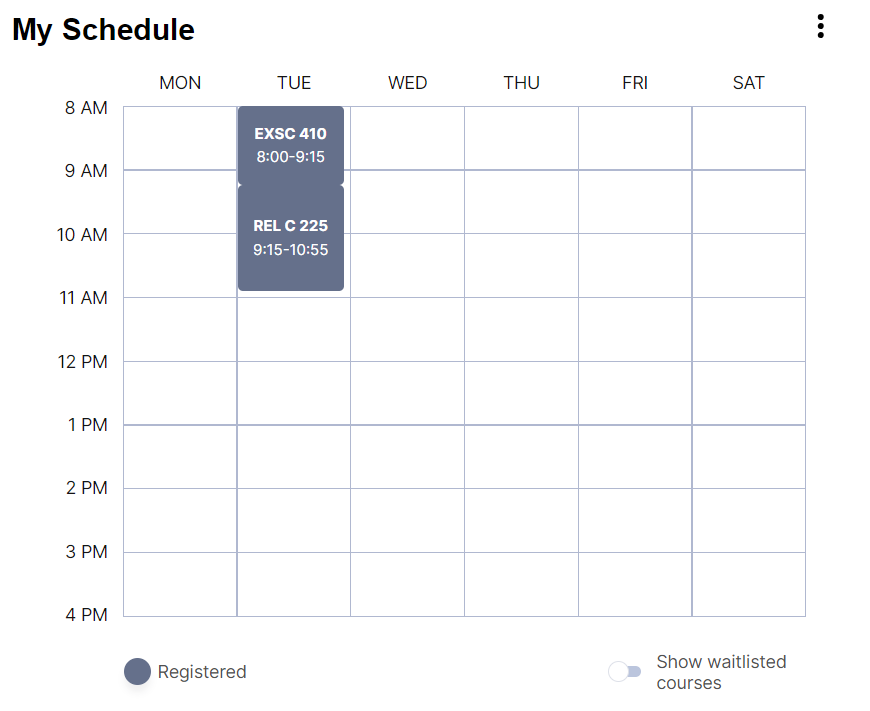 My Schedule
MON TUE WED THU FRI SAT
8 AM
EXSC 410
8:00-9:15
9 AM
REL C 225
10 AM
9:15-10:55
11 AM
12 PM
1 PM
2 PM
3 PM
4 PM
Registered
Show waitlisted
courses